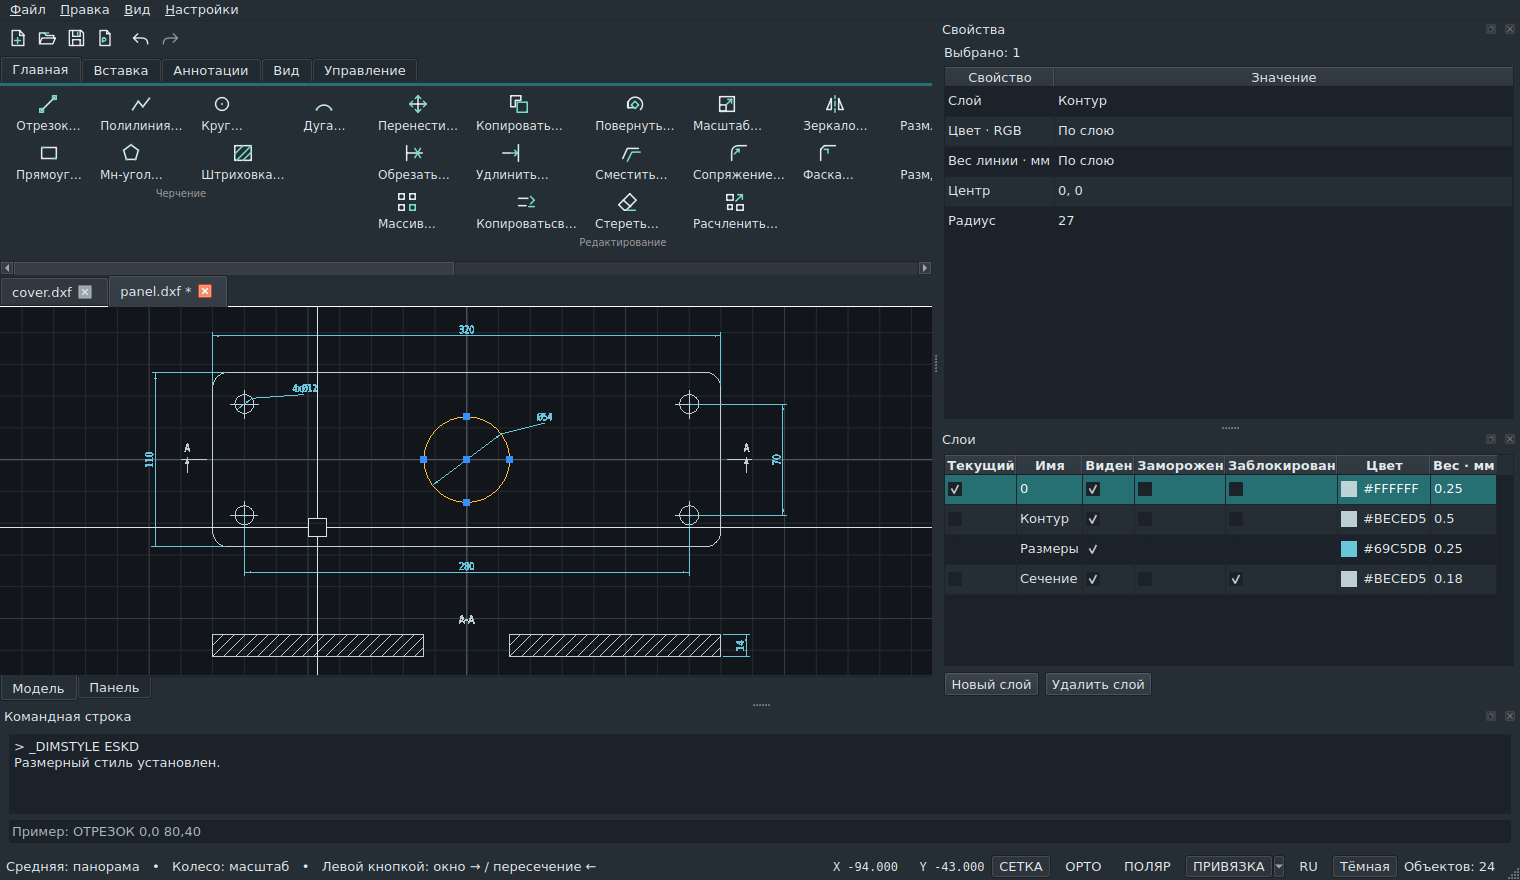 Файл Правка Вид Настройки
Главная Вставка Аннотации Вид Управление
Отрезок... Полилиния... Круг... Дуга... Перенести... Копировать... Повернуть... Масштаб... Зеркало... Разм.
Прямоуг... Мн-угол... Штриховка... Обрезать... Удлинить... Сместить... Сопряжение... Фаска... Разм.
Черчение
Массив... Копироватьсв... Стереть... Расчленить...
Редактирование
cover.dxf panel.dxf *
320
4xØ12
Ø54
110
A A
70
280
A-A
14
Модель Панель
Свойства
Выбрано: 1
Свойство Значение
Слой Контур
Цвет · RGB По слою
Вес линии · мм По слою
Центр 0, 0
Радиус 27
Слои
Текущий Имя Виден Заморожен Заблокирован Цвет Вес · мм
0 #FFFFFF 0.25
Контур #BECED5 0.5
Размеры #69C5DB 0.25
Сечение #BECED5 0.18
Новый слой Удалить слой
Командная строка
> _DIMSTYLE ESKD
Размерный стиль установлен.
Пример: ОТРЕЗОК 0,0 80,40
Средняя: панорама • Колесо: масштаб • Левой кнопкой: окно → / пересечение ← X -94.000 Y -43.000 СЕТКА ОРТО ПОЛЯР ПРИВЯЗКА RU Тёмная Объектов: 24